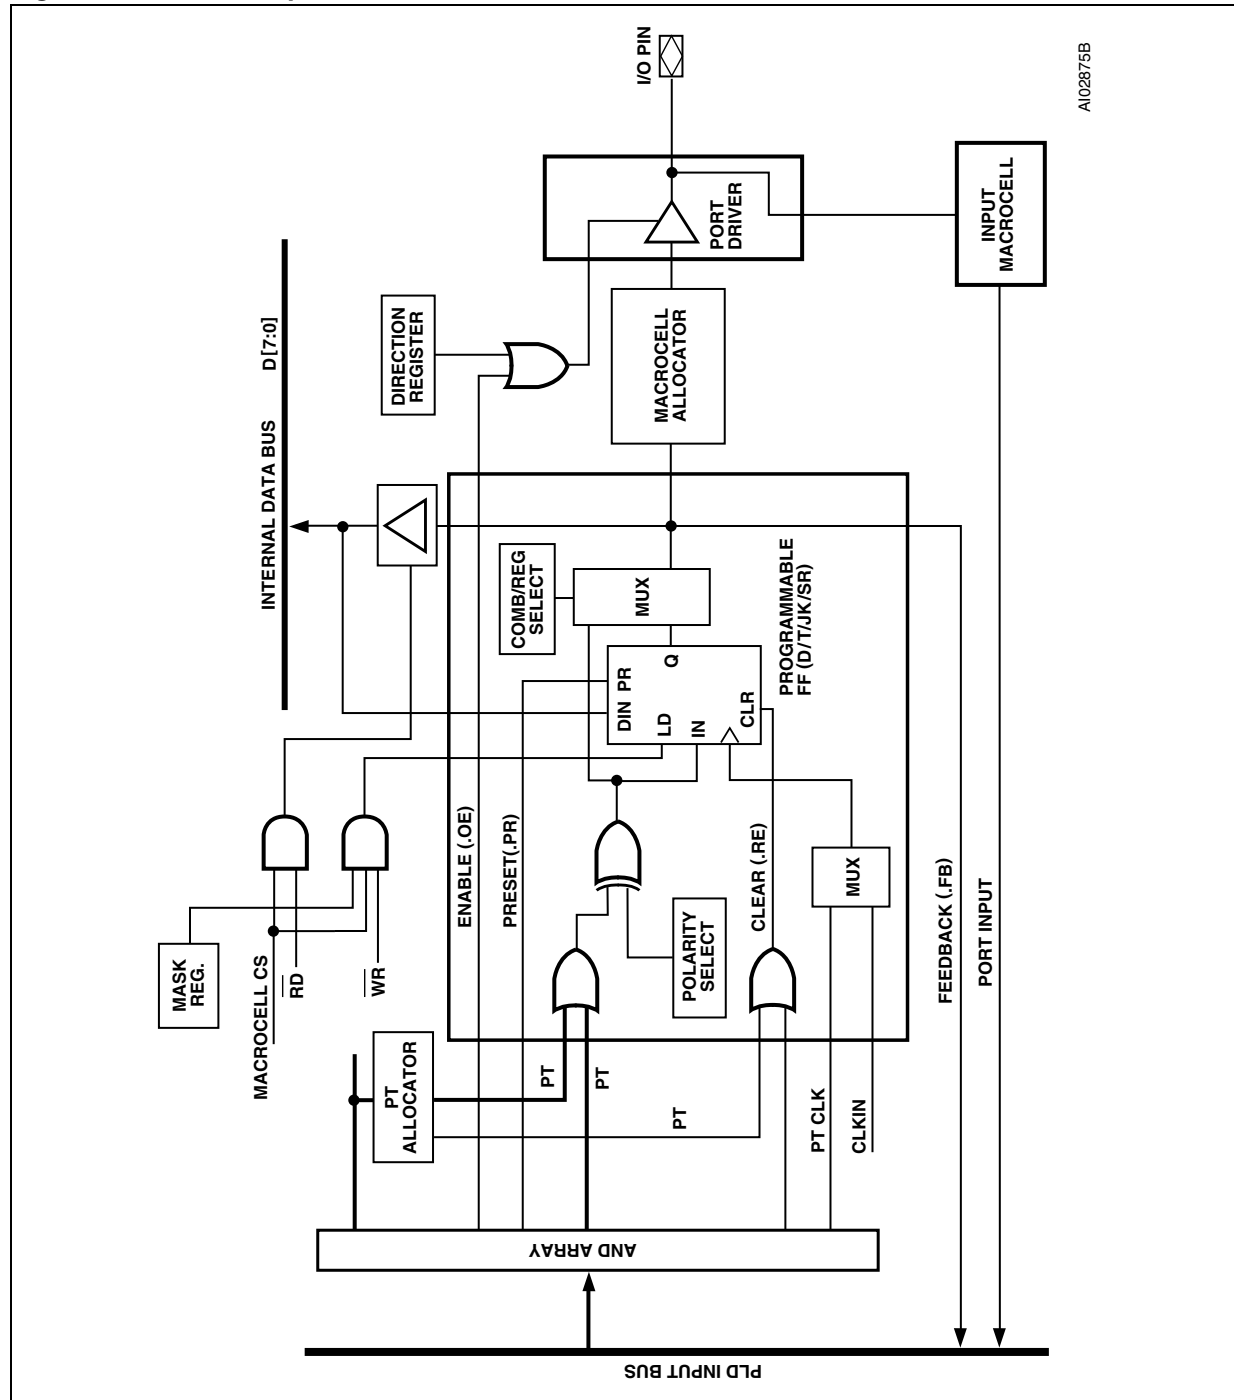 MASK
REG.
MACROCELL CS
RD
WR
INTERNAL DATA BUS
D[7:0]
DIRECTION
REGISTER
I/O PIN
PORT
DRIVER
INPUT
MACROCELL
MACROCELL
ALLOCATOR
COMB/REG
SELECT
MUX
PROGRAMMABLE
FF (D/T/JK/SR)
DIN
PR
LD
IN
Q
CLR
ENABLE (.OE)
PRESET(.PR)
POLARITY
SELECT
CLEAR (.RE)
MUX
PT
ALLOCATOR
PT
PT
PT
PT CLK
CLKIN
FEEDBACK (.FB)
PORT INPUT
AND ARRAY
PLD INPUT BUS
AI02875B